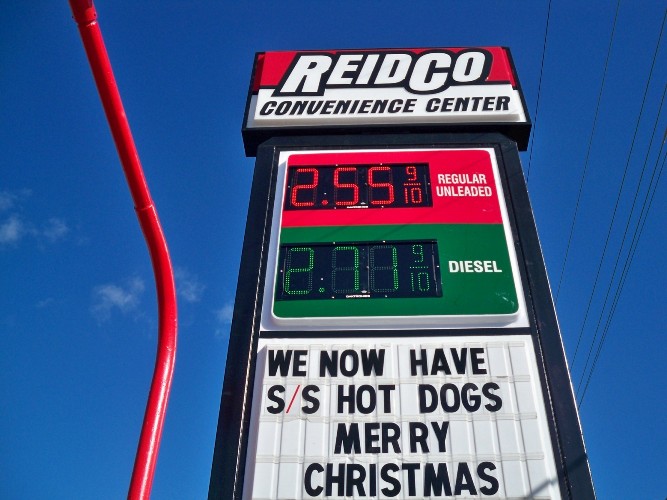 REIDCO
CONVENIENCE CENTER
2.55 9/10 REGULAR
UNLEADED
2.71 9/10 DIESEL
WE NOW HAVE
S/S HOT DOGS
MERRY
CHRISTMAS